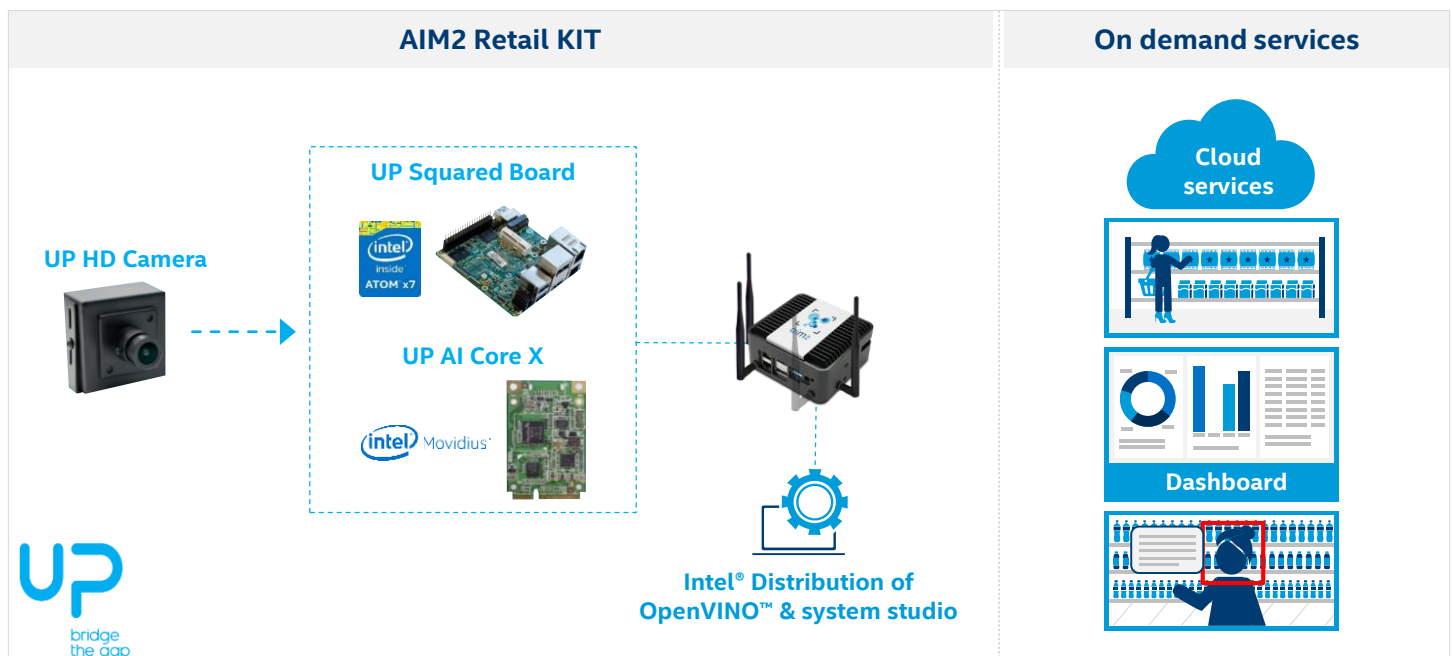 AIM2 Retail KIT
On demand services
UP HD Camera
UP Squared Board
intel
inside
ATOM x7
UP AI Core X
intel Movidius
aim2
Intel® Distribution of
OpenVINO™ & system studio
UP
bridge
the gap
Cloud
services
Dashboard